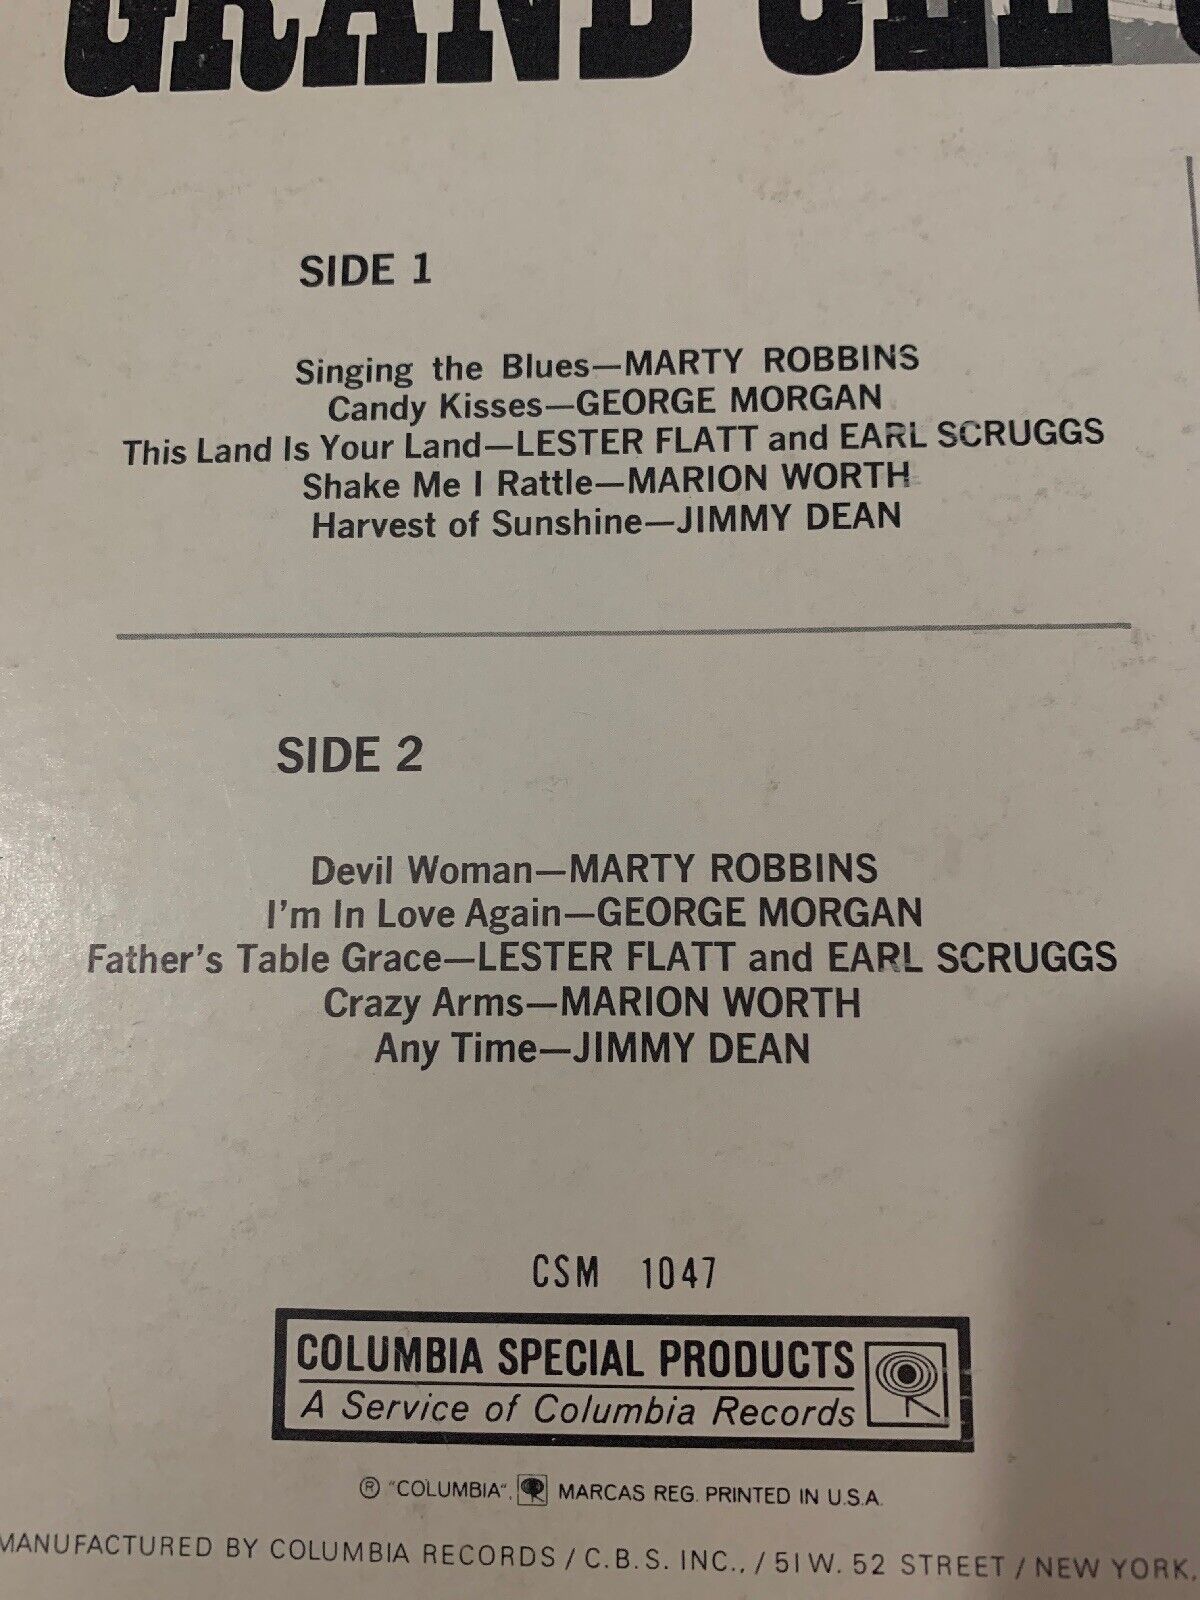 GRAND OLE O
SIDE 1
Singing the Blues—MARTY ROBBINS
Candy Kisses—GEORGE MORGAN
This Land Is Your Land—LESTER FLATT and EARL SCRUGGS
Shake Me I Rattle—MARION WORTH
Harvest of Sunshine—JIMMY DEAN
SIDE 2
Devil Woman—MARTY ROBBINS
I'm In Love Again—GEORGE MORGAN
Father's Table Grace—LESTER FLATT and EARL SCRUGGS
Crazy Arms—MARION WORTH
Any Time—JIMMY DEAN
CSM 1047
COLUMBIA SPECIAL PRODUCTS
A Service of Columbia Records
® "COLUMBIA", MARCAS REG. PRINTED IN U.S.A.
MANUFACTURED BY COLUMBIA RECORDS / C.B.S. INC., / 51 W. 52 STREET / NEW YORK,